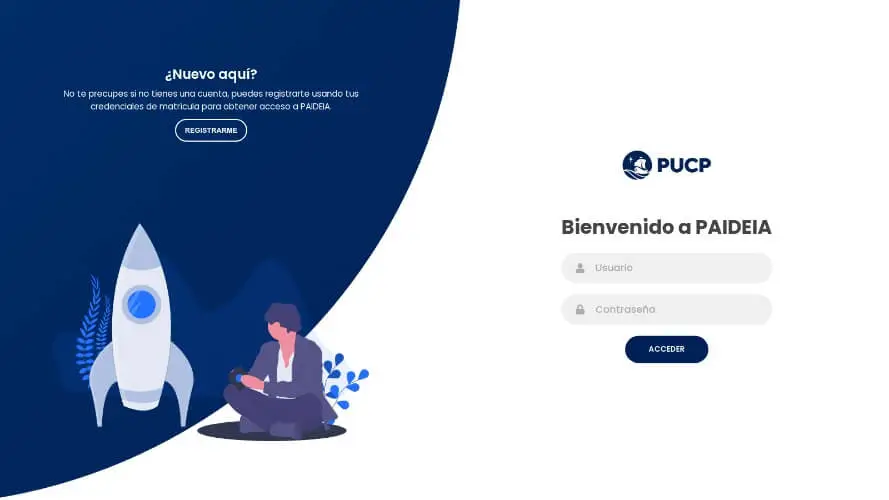 ¿Nuevo aquí?
No te precupes si no tienes una cuenta, puedes registrarte usando tus
credenciales de matrícula para obtener acceso a PAIDEIA.
REGISTRARME
PUCP
Bienvenido a PAIDEIA
Usuario
Contraseña
ACCEDER